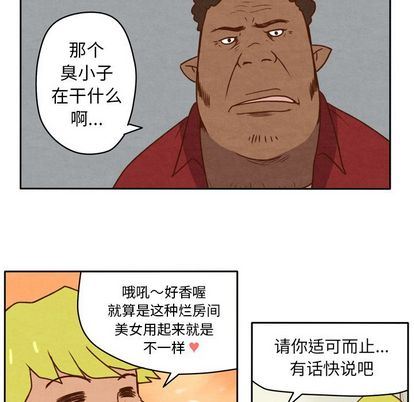 那个
臭小子
在干什么
啊...
哦吼～好香喔
就算是这种烂房间
美女用起来就是
不一样♥
请你适可而止...
有话快说吧